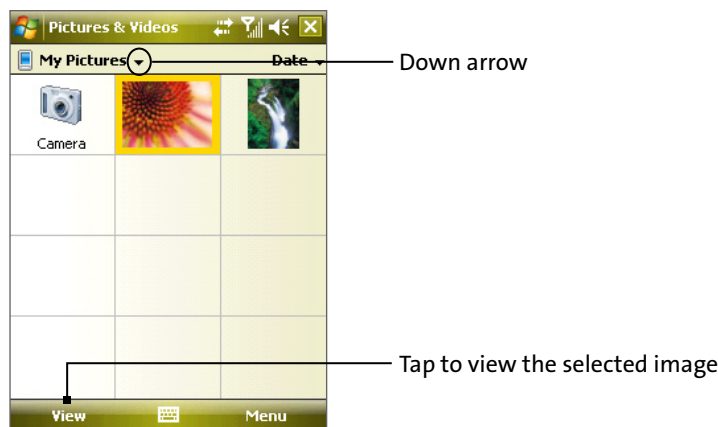 Pictures & Videos
My Pictures Date
Down arrow
Camera
Tap to view the selected image
View Menu